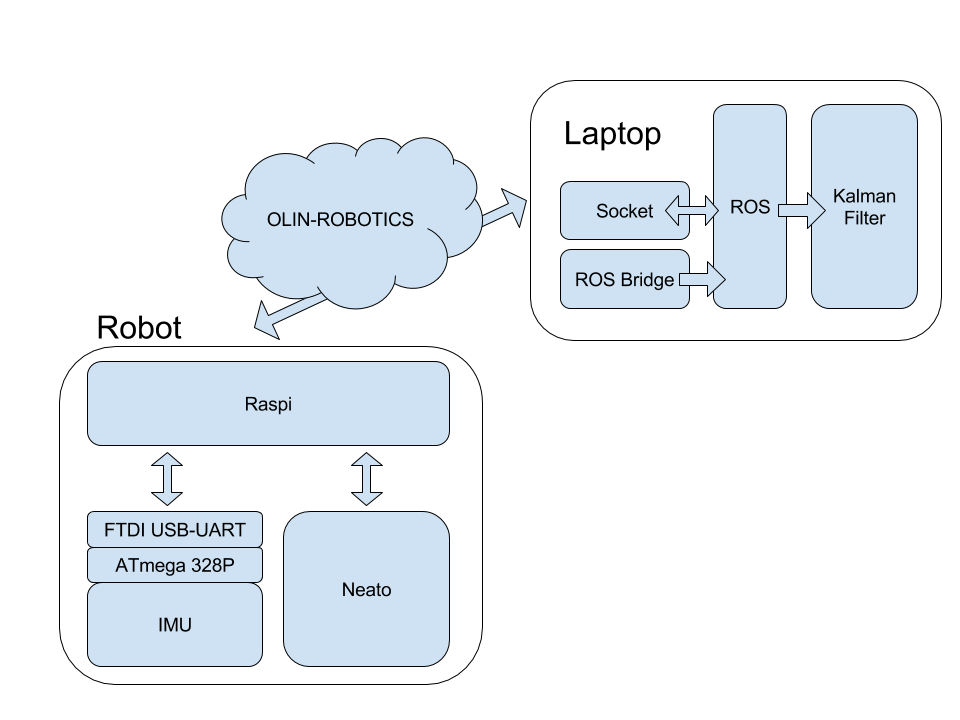 Laptop
Socket
ROS
Kalman
Filter
ROS Bridge
OLIN-ROBOTICS
Robot
Raspi
FTDI USB-UART
ATmega 328P
IMU
Neato